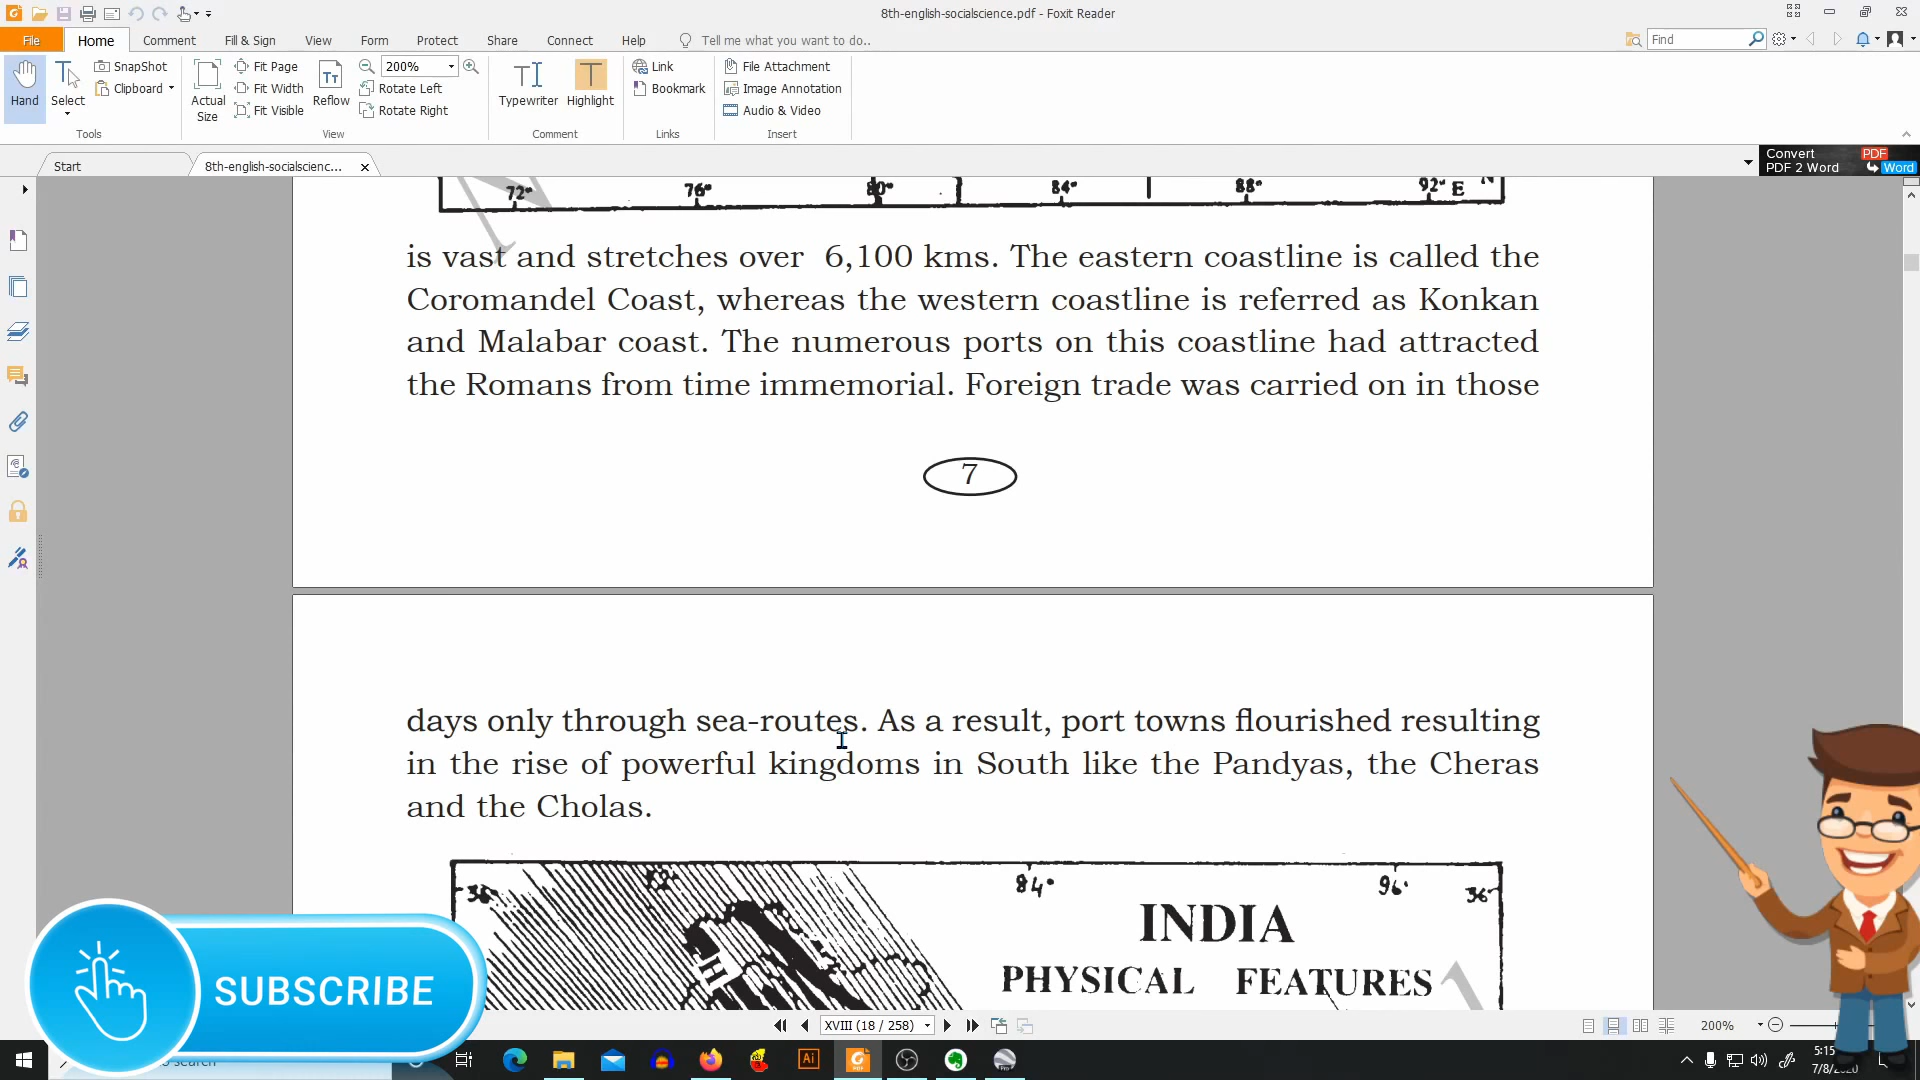 8th-english-socialscience.pdf - Foxit Reader
File Home Comment Fill & Sign View Form Protect Share Connect Help Tell me what you want to do.. Find
SnapShot Fit Page 200% Link File Attachment
Clipboard Fit Width Rotate Left Bookmark Image Annotation
Hand Select Actual Size Fit Visible Reflow Rotate Right Typewriter Highlight Audio & Video
Tools View Comment Links Insert
Start 8th-english-socialscienc... Convert PDF 2 Word PDF Word
72° 76° 80° 84° 88° 92° E
is vast and stretches over 6,100 kms. The eastern coastline is called the
Coromandel Coast, whereas the western coastline is referred as Konkan
and Malabar coast. The numerous ports on this coastline had attracted
the Romans from time immemorial. Foreign trade was carried on in those
7
days only through sea-routes. As a result, port towns flourished resulting
in the rise of powerful kingdoms in South like the Pandyas, the Cheras
and the Cholas.
36° 84° 96° 36°
INDIA
PHYSICAL FEATURES
SUBSCRIBE
XVIII (18 / 258) 200%
search Ai 5:15
7/8/2020